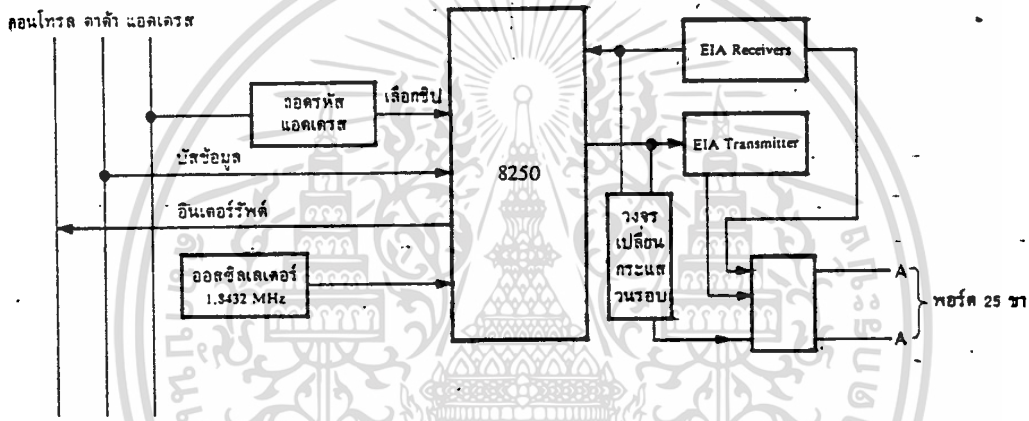 คอนโทรล ดาต้า แอดเดรส
EIA Receivers
ถอดรหัส
แอดเดรส
เลือกชิป
EIA Transmitter
บัสข้อมูล
8250
อินเตอร์รัพต์
วงจร
เปลี่ยน
กระแส
วนรอบ
ออสซิลเลเตอร์
1.8432 MHz
A
พอร์ต 25 ขา
A